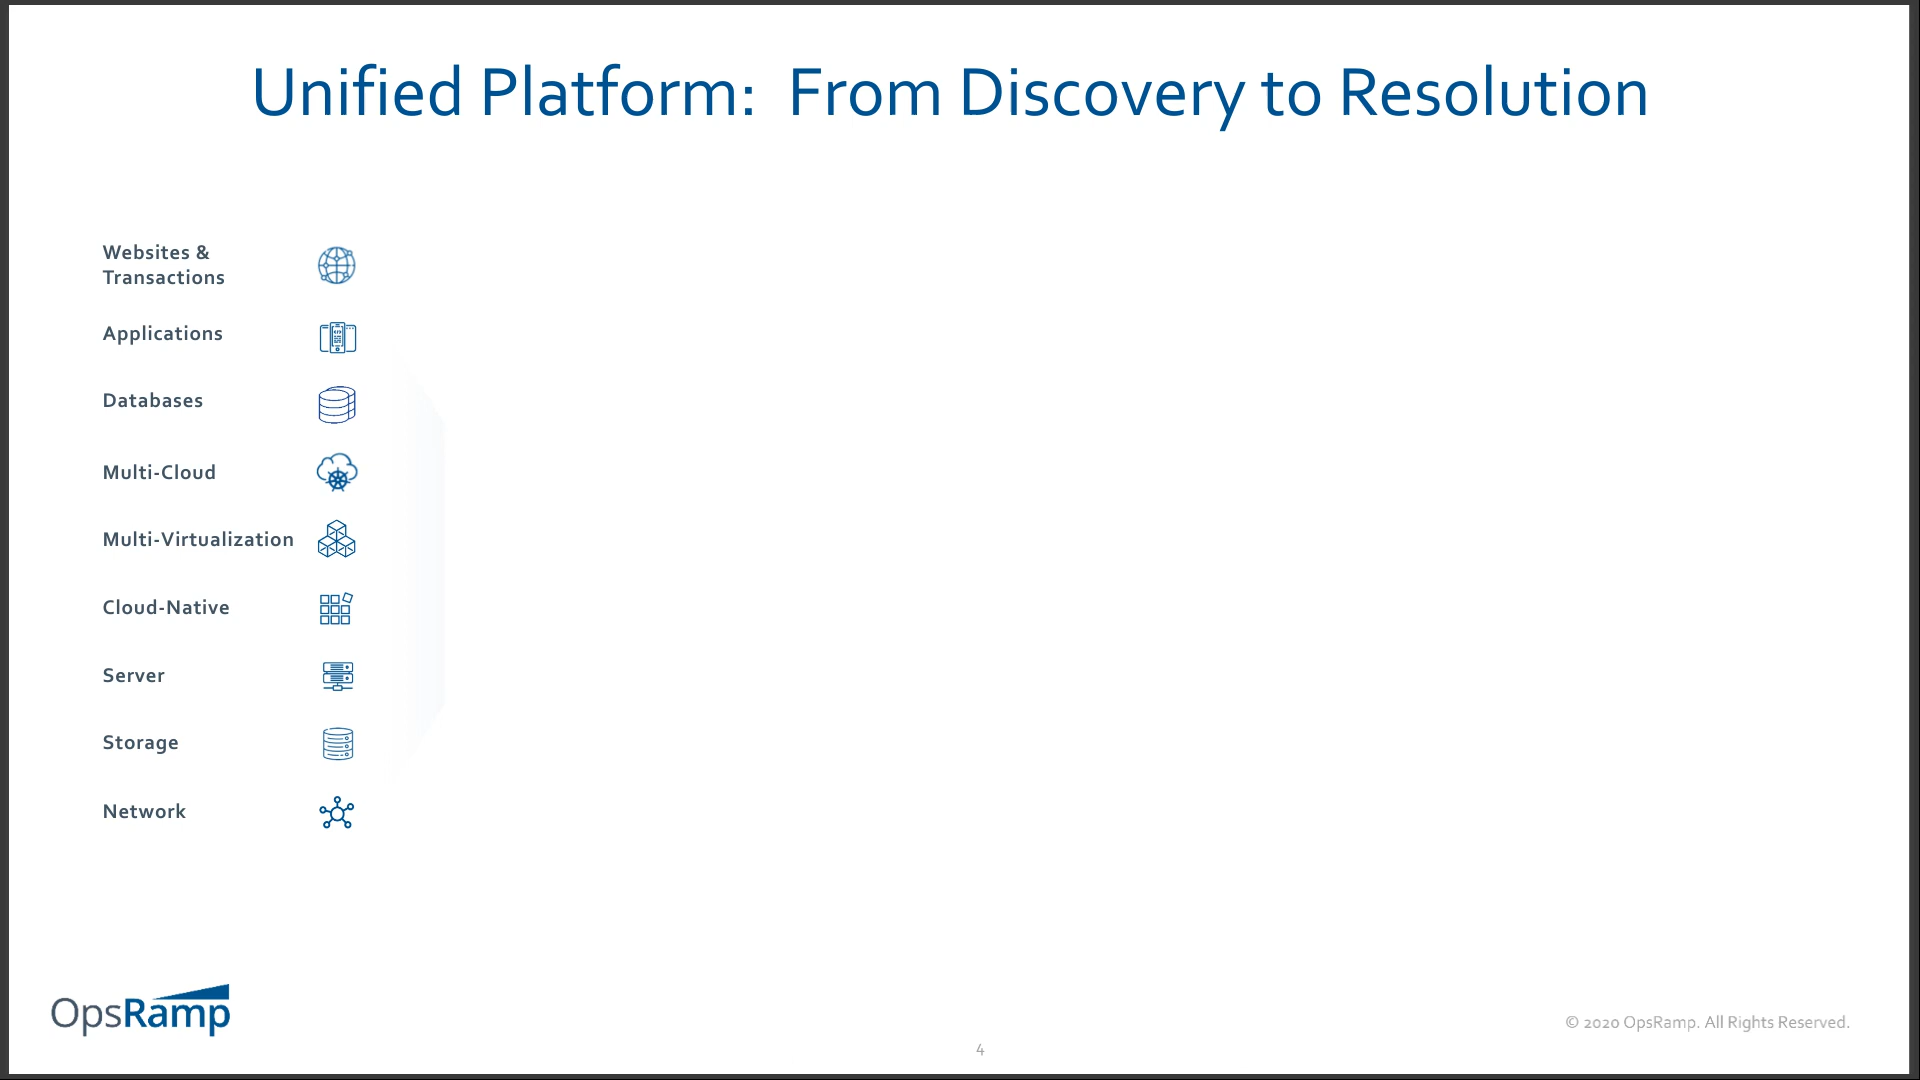 Unified Platform:  From Discovery to Resolution
Websites &
Transactions
Applications
Databases
Multi-Cloud
Multi-Virtualization
Cloud-Native
Server
Storage
Network
OpsRamp
© 2020 OpsRamp. All Rights Reserved.
4